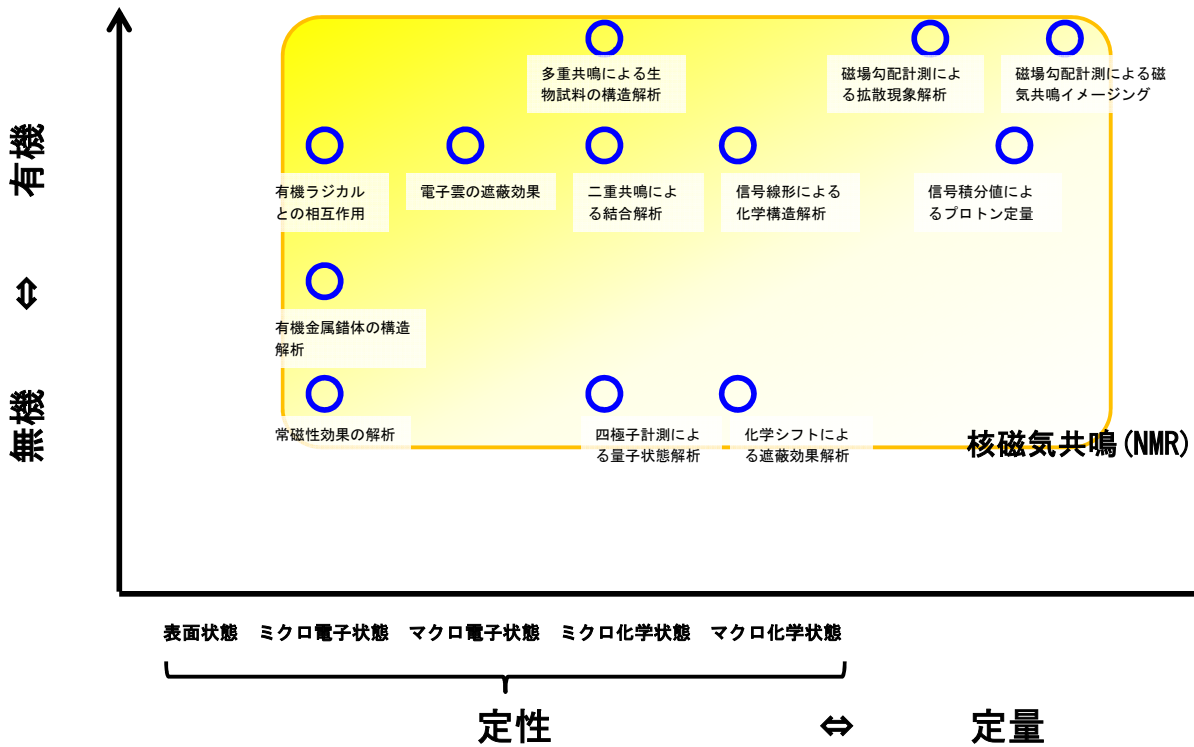 多重共鳴による生
物試料の構造解析
磁場勾配計測によ
る拡散現象解析
磁場勾配計測による磁
気共鳴イメージング
有機
有機ラジカル
との相互作用
電子雲の遮蔽効果
二重共鳴によ
る結合解析
信号線形による
化学構造解析
信号積分値によ
るプロトン定量
⇔
有機金属錯体の構造
解析
無機
常磁性効果の解析
四極子計測によ
る量子状態解析
化学シフトによ
る遮蔽効果解析
核磁気共鳴(NMR)
表面状態 ミクロ電子状態 マクロ電子状態 ミクロ化学状態 マクロ化学状態
定性 ⇔ 定量